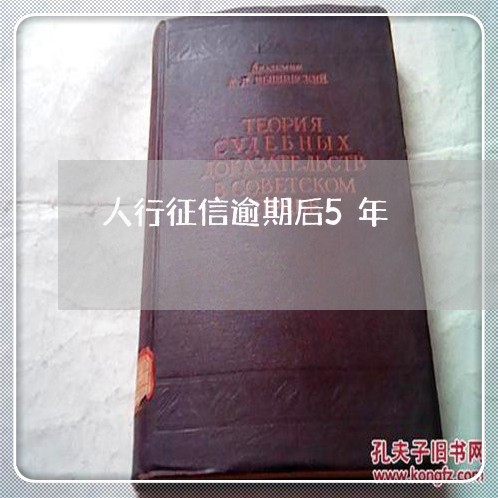 Академик
А.Я. ВЫШИНСКИЙ
ТЕОРИЯ
СУДЕБНЫХ
ДОКАЗАТЕЛЬСТВ
В СОВЕТСКОМ
人行征信逾期后5 年
孔夫子旧书网
www.kongfz.com